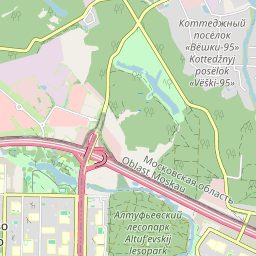 Коттеджный
посёлок
«Вёшки-95»
Kottedžnyj
posëlok
«Vëški-95»
Московская область
Oblast Moskau
Алтуфьевский
лесопарк
Altuf'evskij
lesopark